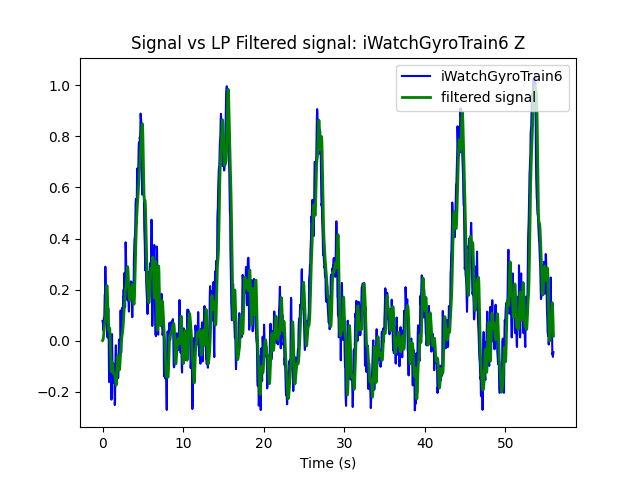 Signal vs LP Filtered signal: iWatchGyroTrain6 Z
iWatchGyroTrain6
filtered signal
1.0
0.8
0.6
0.4
0.2
0.0
−0.2
0 10 20 30 40 50
Time (s)